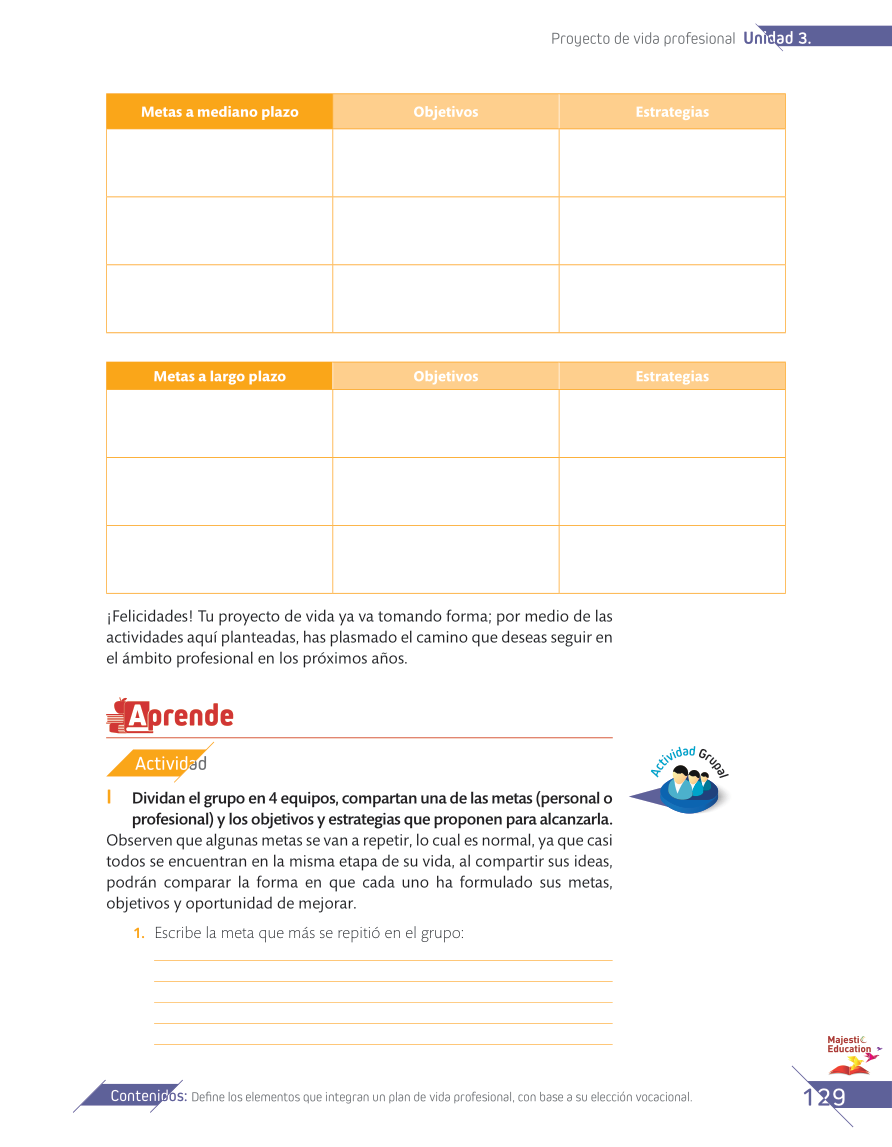 Proyecto de vida profesional Unidad 3.
Metas a mediano plazo Objetivos Estrategias
Metas a largo plazo Objetivos Estrategias
¡Felicidades! Tu proyecto de vida ya va tomando forma; por medio de las
actividades aquí planteadas, has plasmado el camino que deseas seguir en
el ámbito profesional en los próximos años.
Aprende
Actividad
Actividad Grupal
I Dividan el grupo en 4 equipos, compartan una de las metas (personal o
profesional) y los objetivos y estrategias que proponen para alcanzarla.
Observen que algunas metas se van a repetir, lo cual es normal, ya que casi
todos se encuentran en la misma etapa de su vida, al compartir sus ideas,
podrán comparar la forma en que cada uno ha formulado sus metas,
objetivos y oportunidad de mejorar.
1. Escribe la meta que más se repitió en el grupo:
Majestic
Education
Contenidos: Define los elementos que integran un plan de vida profesional, con base a su elección vocacional.
129